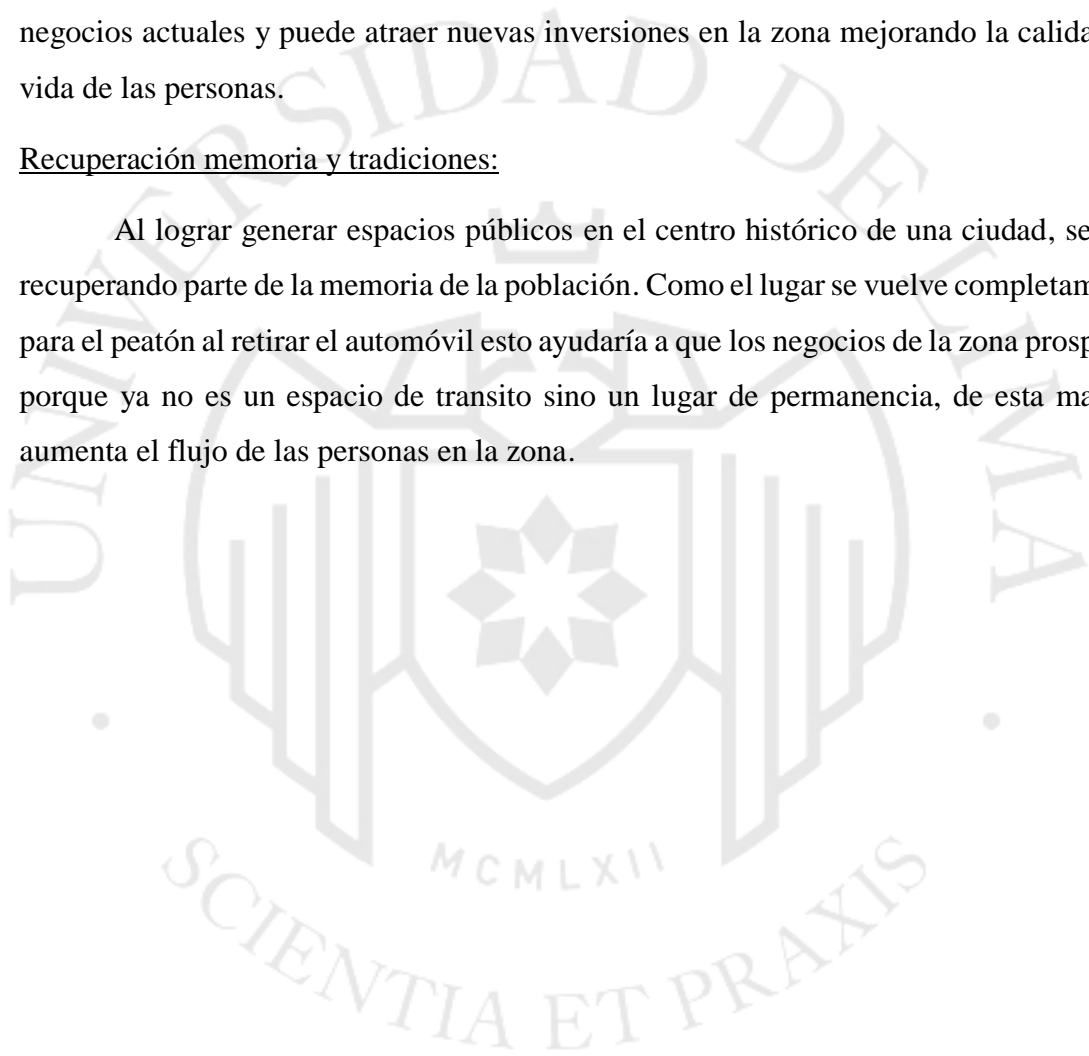 negocios actuales y puede atraer nuevas inversiones en la zona mejorando la calida
vida de las personas.
Recuperación memoria y tradiciones:
Al lograr generar espacios públicos en el centro histórico de una ciudad, se
recuperando parte de la memoria de la población. Como el lugar se vuelve completam
para el peatón al retirar el automóvil esto ayudaría a que los negocios de la zona prosp
porque ya no es un espacio de transito sino un lugar de permanencia, de esta ma
aumenta el flujo de las personas en la zona.
UNIVERSIDAD DE LIMA
MCMLXII
SCIENTIA ET PRAXIS